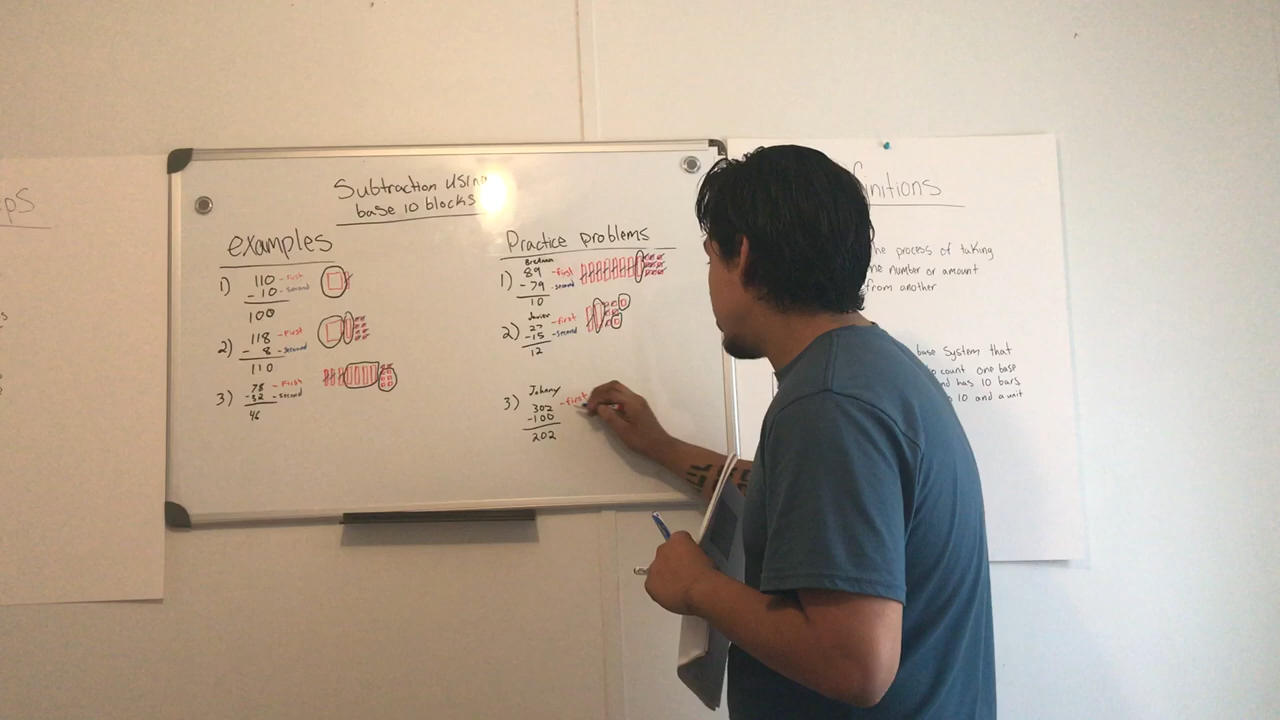 ps
Subtraction Using
base 10 blocks
examples
1) 110 - First
- 10 - Second
100
2) 118 - First
- 8 - Second
110
3) 78 - First
- 32 - second
46
Practice problems
1) 89 - first
- 79 - second
10
Javier
2) 27 - first
- 15 - second
12
Johnny
3) 302 - first
- 100
202
initions
he process of taking
ne number or amount
from another
base System that
o count one base
nd has 10 bars
10 and a unit